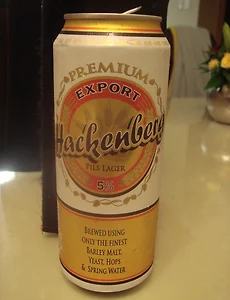 PREMIUM
EXPORT
Hackenberg
PILS LAGER
5%
BREWED USING
ONLY THE FINEST
BARLEY MALT,
YEAST, HOPS
& SPRING WATER